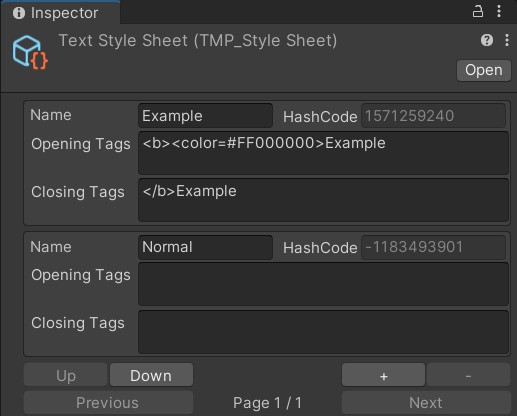 Inspector
Text Style Sheet (TMP_Style Sheet)
Open
Name Example HashCode 1571259240
Opening Tags <b><color=#FF000000>Example
Closing Tags </b>Example
Name Normal HashCode -1183493901
Opening Tags
Closing Tags
Up Down + -
Previous Page 1 / 1 Next